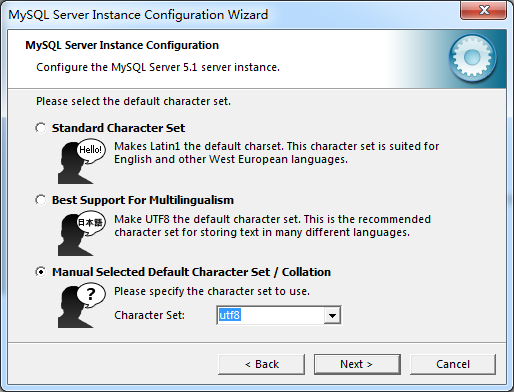 MySQL Server Instance Configuration Wizard
MySQL Server Instance Configuration
Configure the MySQL Server 5.1 server instance.
Please select the default character set.
Standard Character Set
Hello!
Makes Latin1 the default charset. This character set is suited for
English and other West European languages.
Best Support For Multilingualism
日本語
Make UTF8 the default character set. This is the recommended
character set for storing text in many different languages.
Manual Selected Default Character Set / Collation
?
Please specify the character set to use.
Character Set: utf8
< Back Next > Cancel